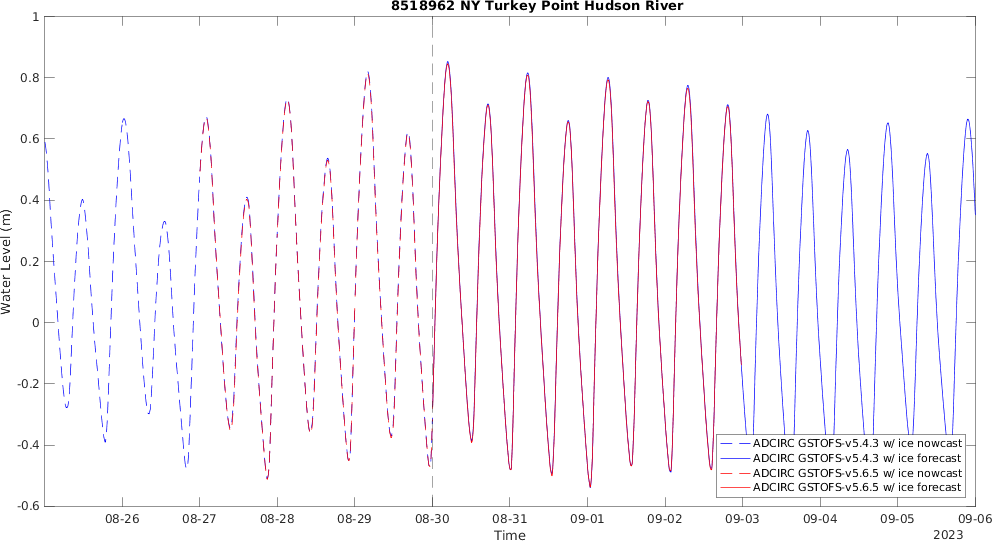 8518962 NY Turkey Point Hudson River
1
0.8
0.6
0.4
0.2
0
-0.2
-0.4
-0.6
Water Level (m)
ADCIRC GSTOFS-v5.4.3 w/ ice nowcast
ADCIRC GSTOFS-v5.4.3 w/ ice forecast
ADCIRC GSTOFS-v5.6.5 w/ ice nowcast
ADCIRC GSTOFS-v5.6.5 w/ ice forecast
08-26 08-27 08-28 08-29 08-30 08-31 09-01 09-02 09-03 09-04 09-05 09-06
Time
2023